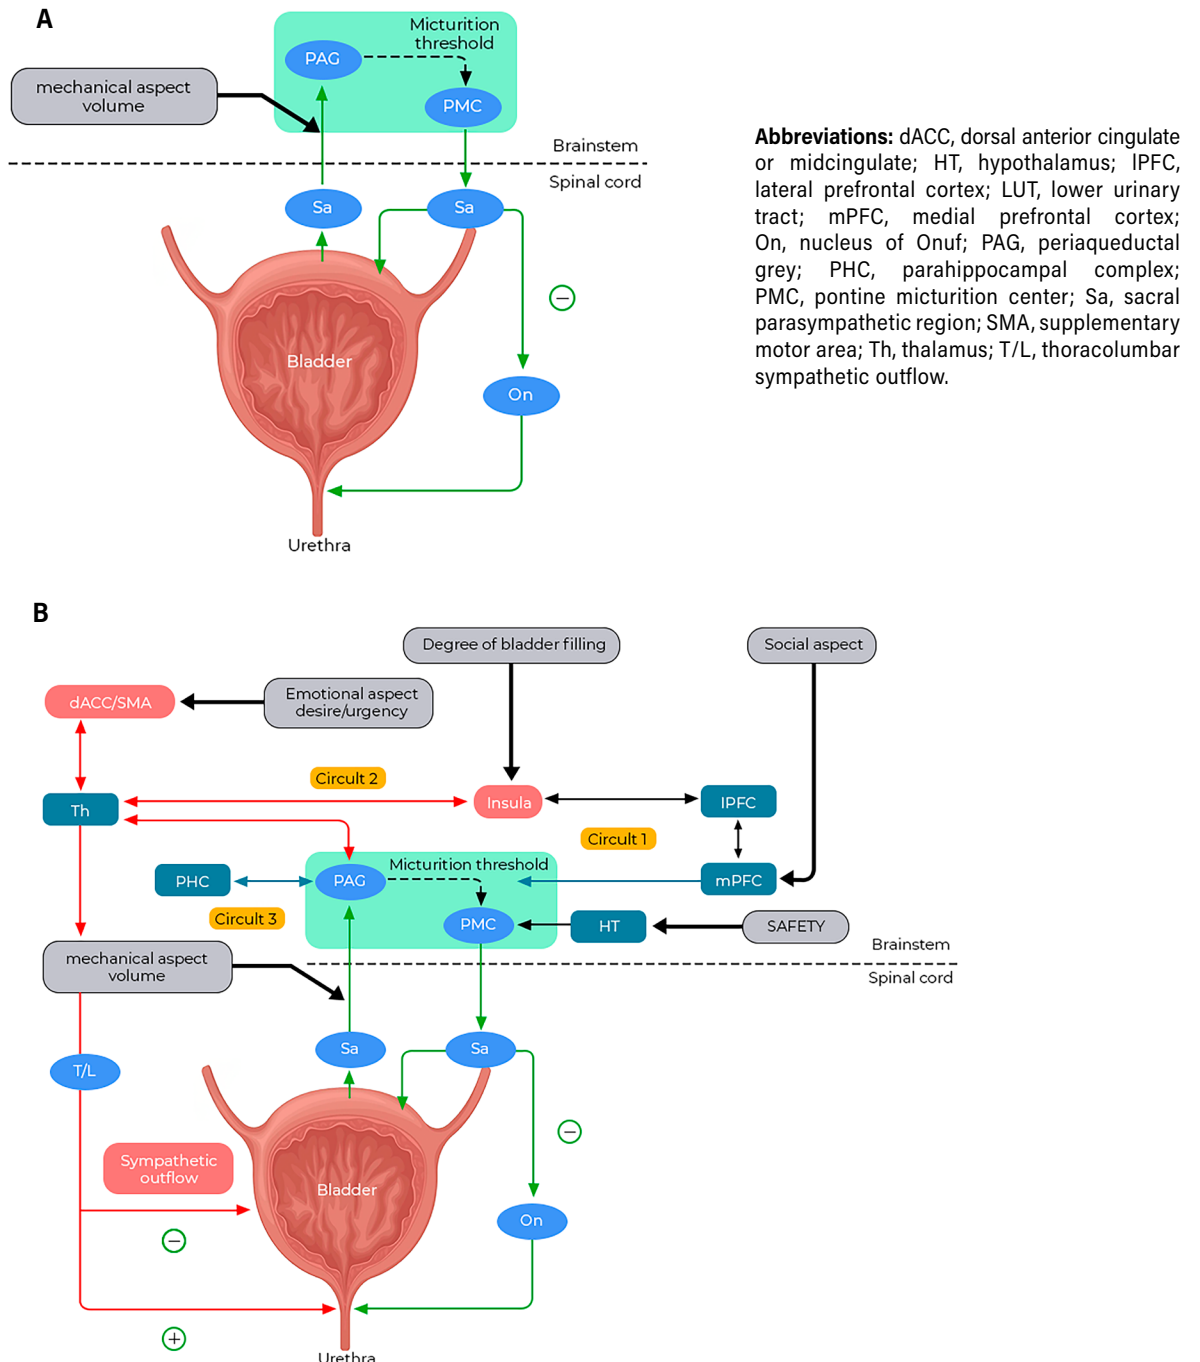 A
Micturition
threshold
PAG
mechanical aspect
volume
PMC
Brainstem
Spinal cord
Sa
Sa
−
Bladder
On
Urethra
Abbreviations: dACC, dorsal anterior cingulate
or midcingulate; HT, hypothalamus; lPFC,
lateral prefrontal cortex; LUT, lower urinary
tract; mPFC, medial prefrontal cortex;
On, nucleus of Onuf; PAG, periaqueductal
grey; PHC, parahippocampal complex;
PMC, pontine micturition center; Sa, sacral
parasympathetic region; SMA, supplementary
motor area; Th, thalamus; T/L, thoracolumbar
sympathetic outflow.
B
Degree of bladder filling
Social aspect
dACC/SMA
Emotional aspect
desire/urgency
Circult 2
Th
Insula
lPFC
Circult 1
Micturition threshold
PHC
PAG
mPFC
Circult 3
PMC
HT
SAFETY
Brainstem
mechanical aspect
volume
Spinal cord
Sa
Sa
T/L
−
Sympathetic
outflow
Bladder
On
−
+
Urethra